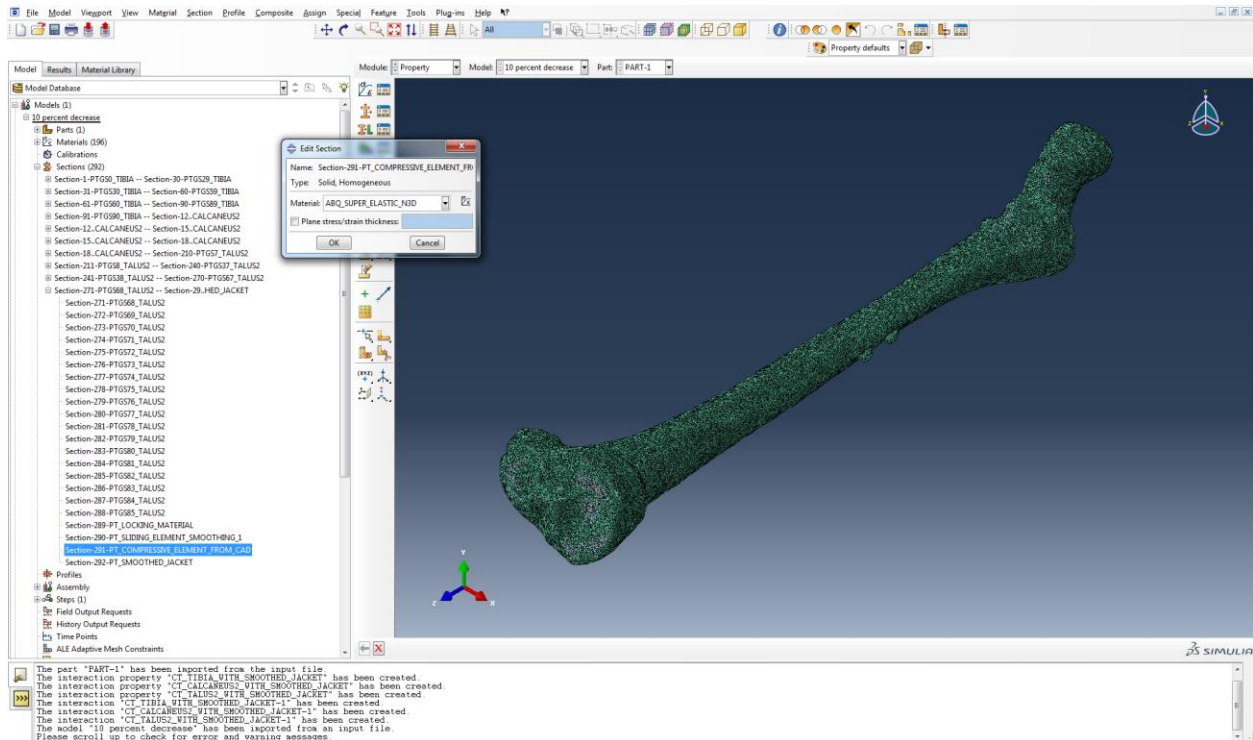 File Model Viewport View Material Section Profile Composite Assign Special Feature Tools Plug-ins Help
All
Property defaults
Model Results Material Library
Module: Property Model: 10 percent decrease Part: PART-1
Model Database
Models (1)
10 percent decrease
Parts (1)
Materials (196)
Calibrations
Sections (292)
Section-1-PTGS0_TIBIA -- Section-30-PTGS29_TIBIA
Section-31-PTGS30_TIBIA -- Section-60-PTGS59_TIBIA
Section-61-PTGS60_TIBIA -- Section-90-PTGS89_TIBIA
Section-91-PTGS90_TIBIA -- Section-12..CALCANEUS2
Section-12..CALCANEUS2 -- Section-15..CALCANEUS2
Section-15..CALCANEUS2 -- Section-18..CALCANEUS2
Section-18..CALCANEUS2 -- Section-210-PTGS7_TALUS2
Section-211-PTGS8_TALUS2 -- Section-240-PTGS37_TALUS2
Section-241-PTGS38_TALUS2 -- Section-270-PTGS67_TALUS2
Section-271-PTGS68_TALUS2 -- Section-29..HED_JACKET
Section-271-PTGS68_TALUS2
Section-272-PTGS69_TALUS2
Section-273-PTGS70_TALUS2
Section-274-PTGS71_TALUS2
Section-275-PTGS72_TALUS2
Section-276-PTGS73_TALUS2
Section-277-PTGS74_TALUS2
Section-278-PTGS75_TALUS2
Section-279-PTGS76_TALUS2
Section-280-PTGS77_TALUS2
Section-281-PTGS78_TALUS2
Section-282-PTGS79_TALUS2
Section-283-PTGS80_TALUS2
Section-284-PTGS81_TALUS2
Section-285-PTGS82_TALUS2
Section-286-PTGS83_TALUS2
Section-287-PTGS84_TALUS2
Section-288-PTGS85_TALUS2
Section-289-PT_LOCKING_MATERIAL
Section-290-PT_SLIDING_ELEMENT_SMOOTHING_1
Section-291-PT_COMPRESSIVE_ELEMENT_FROM_CAD
Section-292-PT_SMOOTHED_JACKET
Profiles
Assembly
Steps (1)
Field Output Requests
History Output Requests
Time Points
ALE Adaptive Mesh Constraints
Edit Section
Name: Section-291-PT_COMPRESSIVE_ELEMENT_FR
Type: Solid, Homogeneous
Material: ABQ_SUPER_ELASTIC_N3D
Plane stress/strain thickness:
OK Cancel
(XYZ)
Y
Z X
Y
Z X
SIMULIA
The part "PART-1" has been imported from the input file.
The interaction property "CT_TIBIA_WITH_SMOOTHED_JACKET" has been created.
The interaction property "CT_CALCANEUS2_WITH_SMOOTHED_JACKET" has been created.
The interaction property "CT_TALUS2_WITH_SMOOTHED_JACKET" has been created.
The interaction "CT_TIBIA_WITH_SMOOTHED_JACKET-1" has been created.
The interaction "CT_CALCANEUS2_WITH_SMOOTHED_JACKET-1" has been created.
The interaction "CT_TALUS2_WITH_SMOOTHED_JACKET-1" has been created.
The model "10 percent decrease" has been imported from an input file.
Please scroll up to check for error and warning messages.